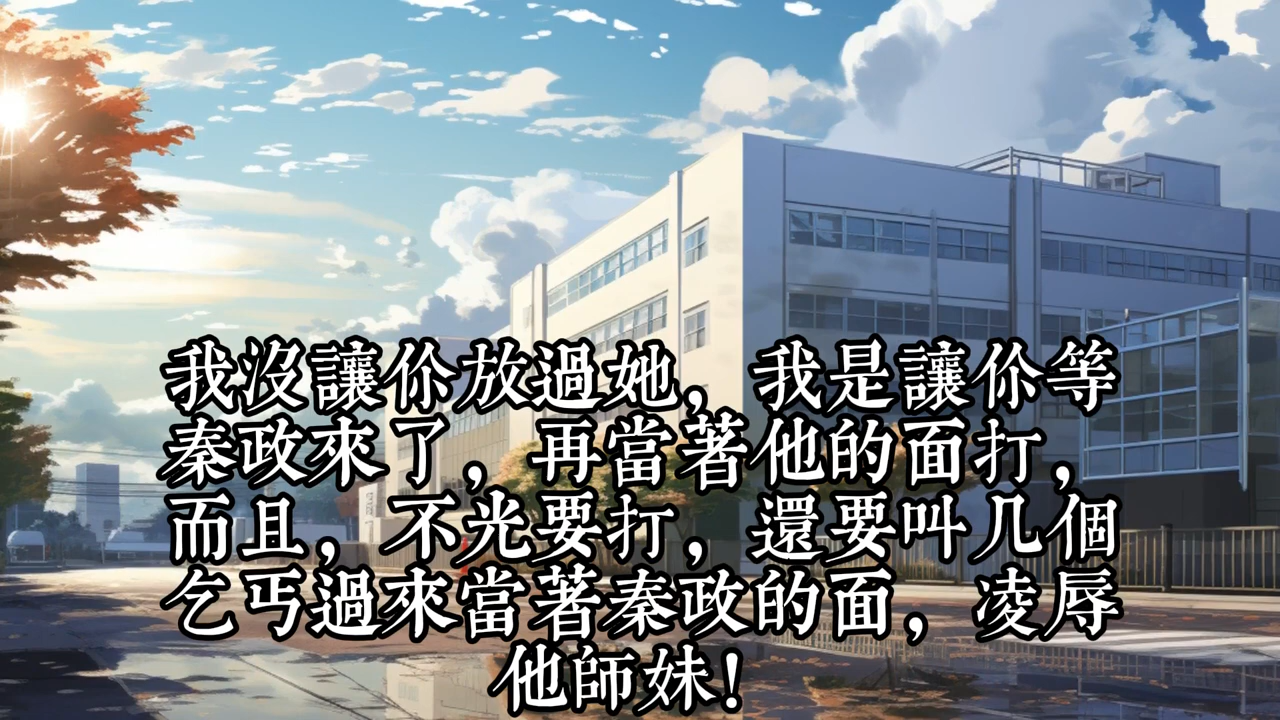 我沒讓你放過她，我是讓你等
秦政來了，再當著他的面打，
而且，不光要打，還要叫几個
乞丐過來當著秦政的面，凌辱
他師妹！